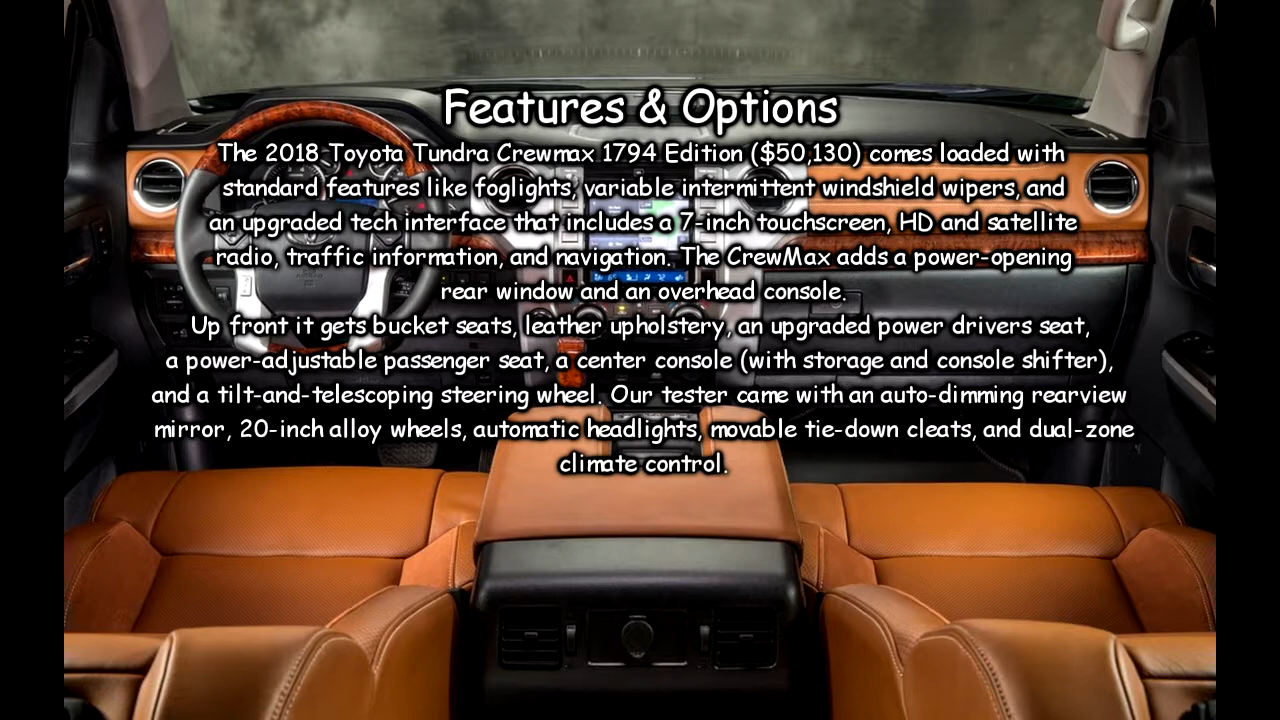 Features & Options
The 2018 Toyota Tundra Crewmax 1794 Edition ($50,130) comes loaded with
standard features like foglights, variable intermittent windshield wipers, and
an upgraded tech interface that includes a 7-inch touchscreen, HD and satellite
radio, traffic information, and navigation. The CrewMax adds a power-opening
rear window and an overhead console.
Up front it gets bucket seats, leather upholstery, an upgraded power drivers seat,
a power-adjustable passenger seat, a center console (with storage and console shifter),
and a tilt-and-telescoping steering wheel. Our tester came with an auto-dimming rearview
mirror, 20-inch alloy wheels, automatic headlights, movable tie-down cleats, and dual-zone
climate control.